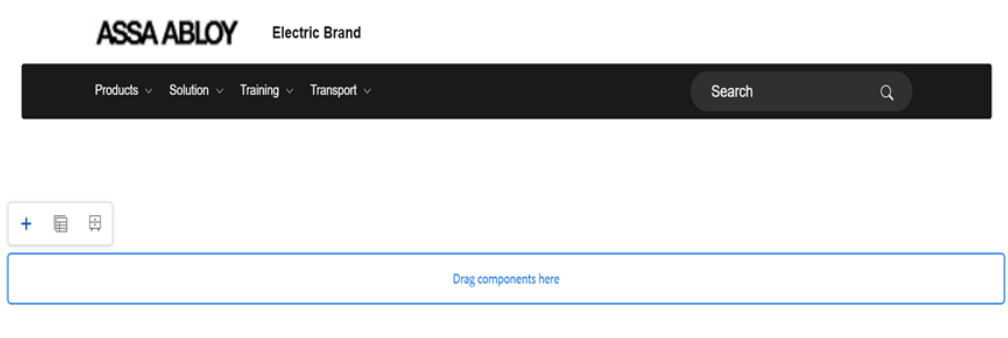 ASSA ABLOY Electric Brand
Products Solution Training Transport Search
Drag components here